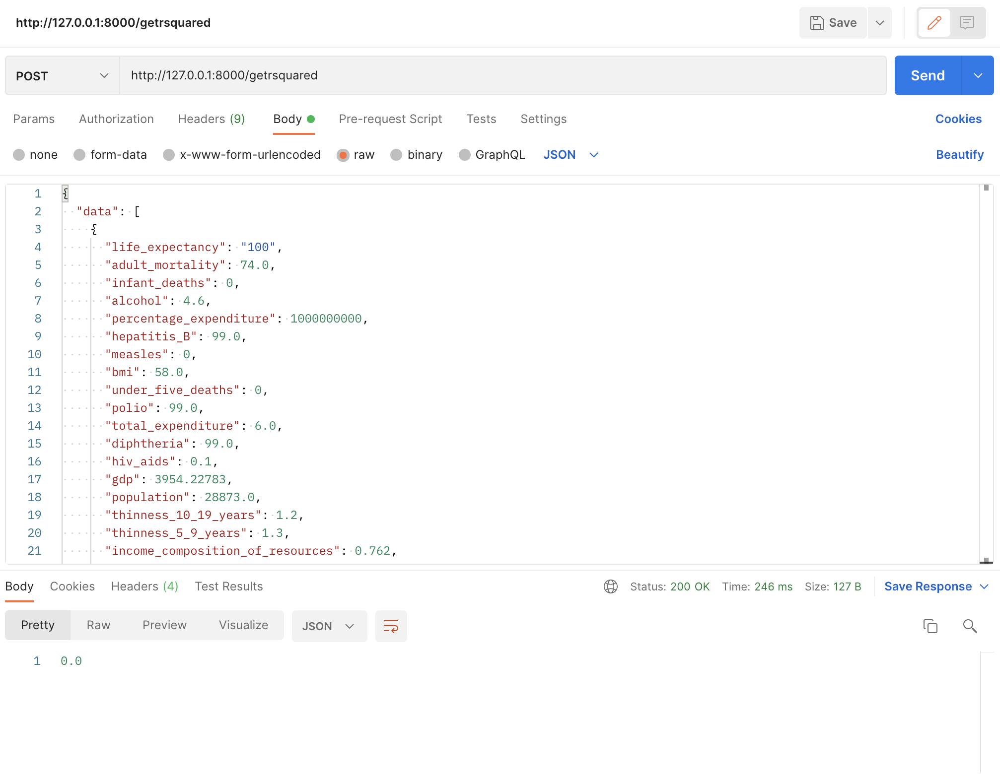 http://127.0.0.1:8000/getrsquared Save
POST http://127.0.0.1:8000/getrsquared Send
Params Authorization Headers (9) Body Pre-request Script Tests Settings Cookies
none form-data x-www-form-urlencoded raw binary GraphQL JSON Beautify
1 {
2 "data": [
3 {
4 "life_expectancy": "100",
5 "adult_mortality": 74.0,
6 "infant_deaths": 0,
7 "alcohol": 4.6,
8 "percentage_expenditure": 1000000000,
9 "hepatitis_B": 99.0,
10 "measles": 0,
11 "bmi": 58.0,
12 "under_five_deaths": 0,
13 "polio": 99.0,
14 "total_expenditure": 6.0,
15 "diphtheria": 99.0,
16 "hiv_aids": 0.1,
17 "gdp": 3954.22783,
18 "population": 28873.0,
19 "thinness_10_19_years": 1.2,
20 "thinness_5_9_years": 1.3,
21 "income_composition_of_resources": 0.762,
Body Cookies Headers (4) Test Results Status: 200 OK Time: 246 ms Size: 127 B Save Response
Pretty Raw Preview Visualize JSON
1 0.0